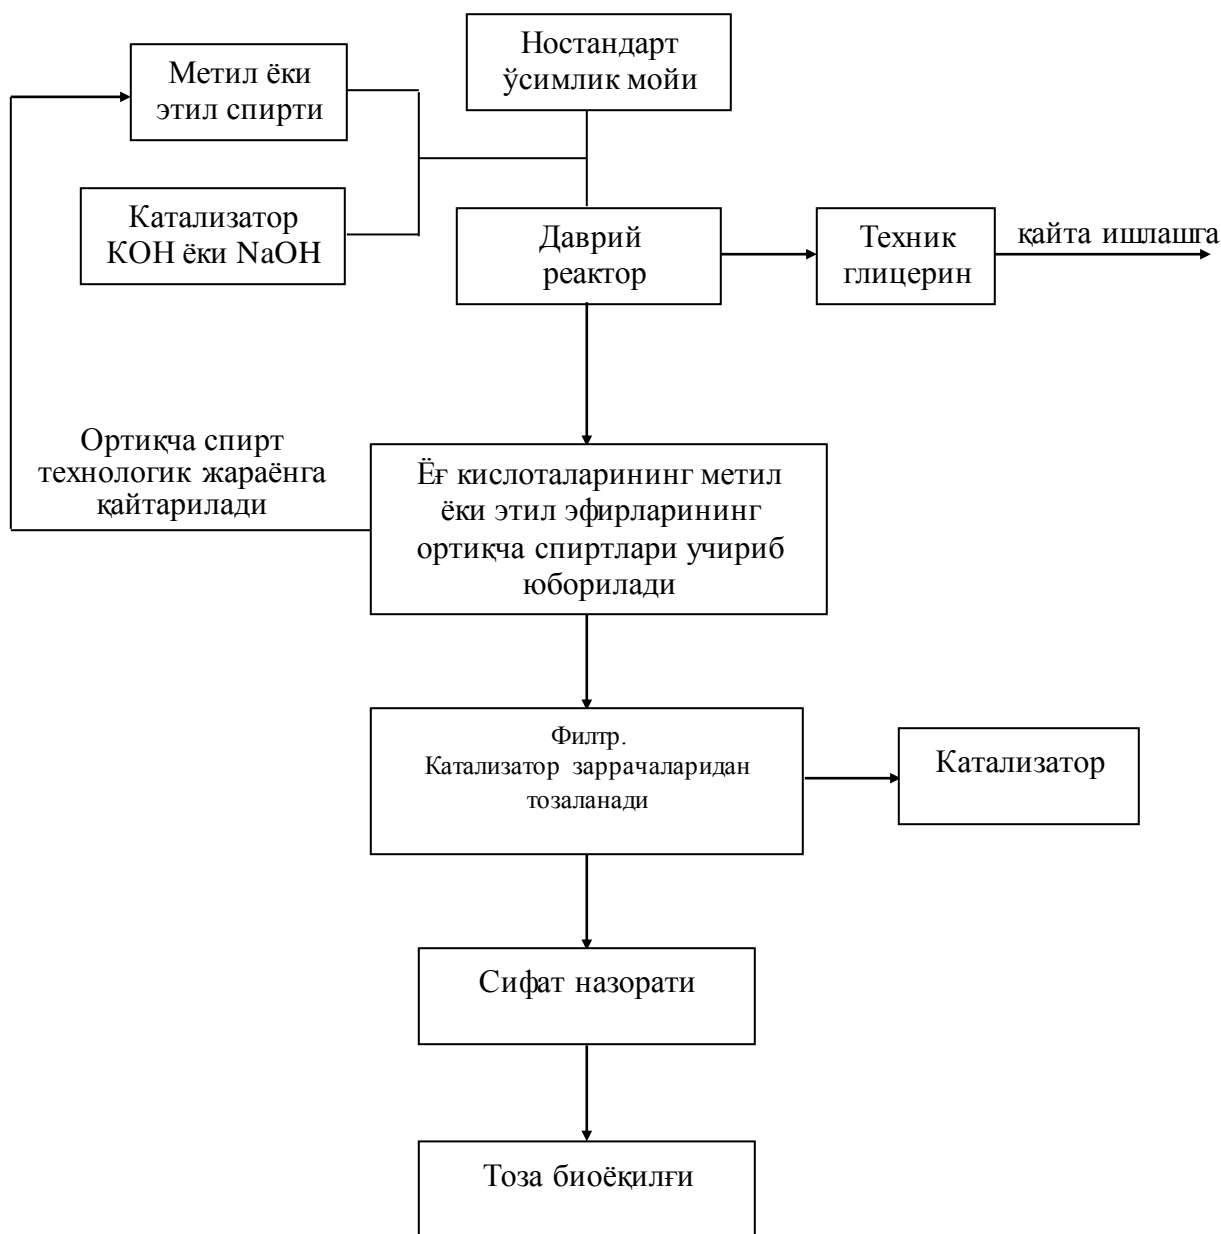 Ностандарт
ўсимлик мойи
Метил ёки
этил спирти
Катализатор
КОН ёки NaOH
Даврий
реактор
Техник
глицерин
қайта ишлашга
Ортиқча спирт
технологик жараёнга
қайтарилади
Ёғ кислоталарининг метил
ёки этил эфирларининг
ортиқча спиртлари учириб
юборилади
Филтр.
Катализатор заррачаларидан
тозаланади
Катализатор
Сифат назорати
Тоза биоёқилғи